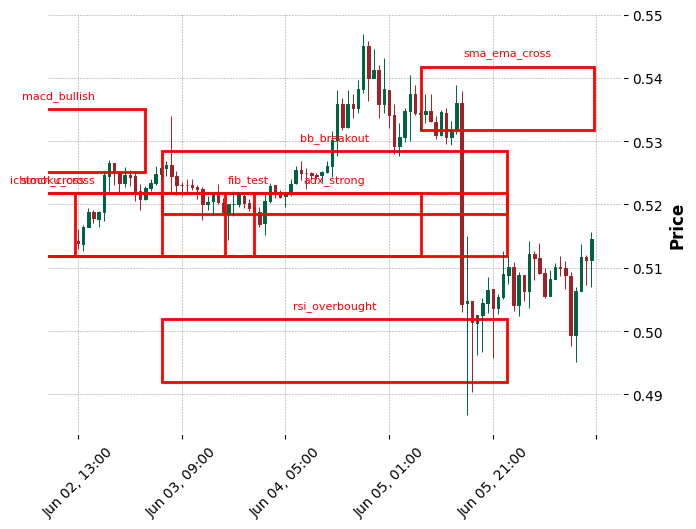 0.55
sma_ema_cross
0.54
macd_bullish
bb_breakout
0.53
stoch_cross
fib_test
adx_strong
0.52
Price
0.51
rsi_overbought
0.50
0.49
Jun 02, 13:00
Jun 03, 09:00
Jun 04, 05:00
Jun 05, 01:00
Jun 05, 21:00